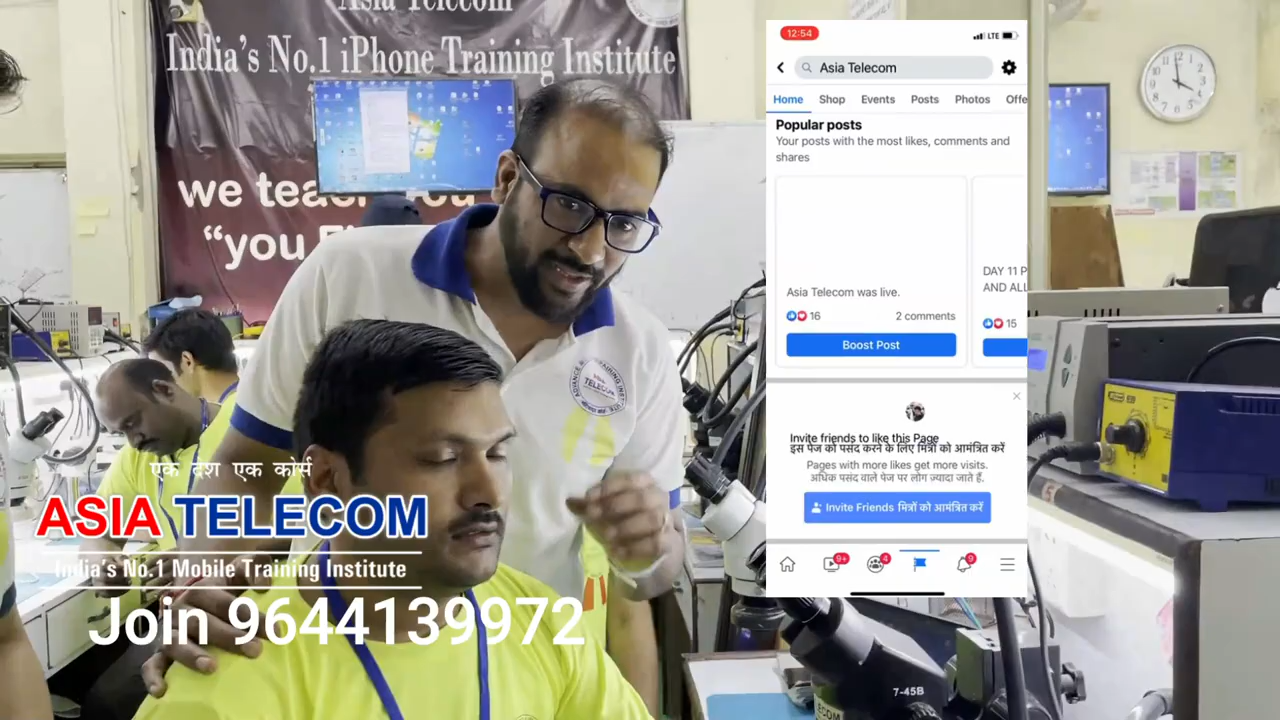 Asia Telecom
India's No.1 iPhone Training Institute
we
"you
12:54
LTE
Asia Telecom
Home Shop Events Posts Photos Offe
Popular posts
Your posts with the most likes, comments and
shares
Asia Telecom was live.
16
2 comments
Boost Post
DAY 11 P
AND ALL
15
Invite friends to like this Page
इस पेज को पसंद करने के लिए मित्रों को आमंत्रित करें
Pages with more likes get more visits.
अधिक पसंद वाले पेज पर लोग ज्यादा जाते हैं.
Invite Friends मित्रों को आमंत्रित करें
9+
4
9
TELECOM
एक देश एक कोर्स
ASIA TELECOM
India's No.1 Mobile Training Institute
Join 9644139972
7-45B